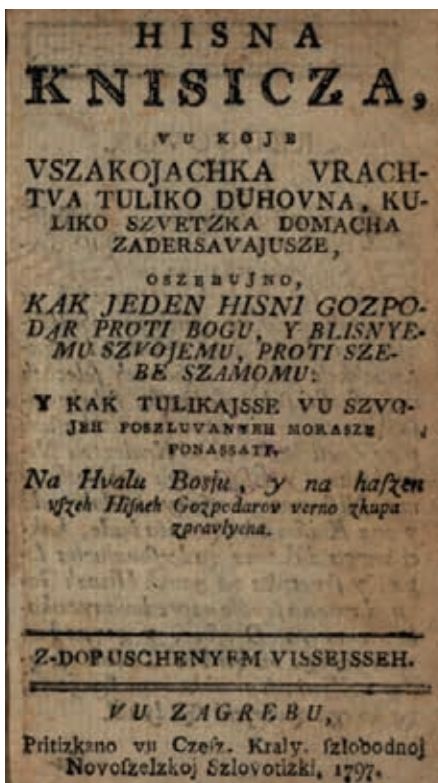 HISNA
KNISICZA,
VU KOJE
VSZAKOJACHKA VRACH-
TVA TULIKO DUHOVNA, KU-
LIKO SZVETZKA DOMACHA
ZADERSAVAJUSZE,
OSZEBUJNO,
KAK JEDEN HISNI GOZPO-
DAR PROTI BOGU, Y BLISNYE-
MU SZVOJEMU, PROTI SZE-
BE SZAMOMU:
Y KAK TULIKAJSSE VU SZVO-
JEH POSZLUVANYEH MORASZE
PONASSATI.
Na Hvalu Bosju, y na haſzen
vſzeh Hiſneh Gozpodarov verno zkupa
zpravlyena.
Z-DOPUSCHENYEM VISSEJSSEH.
VU ZAGREBU,
Pritizkano vu Czeſz. Kraly. ſzlobodnoj
Novoſzelzkoj Szlovotizki, 1797.